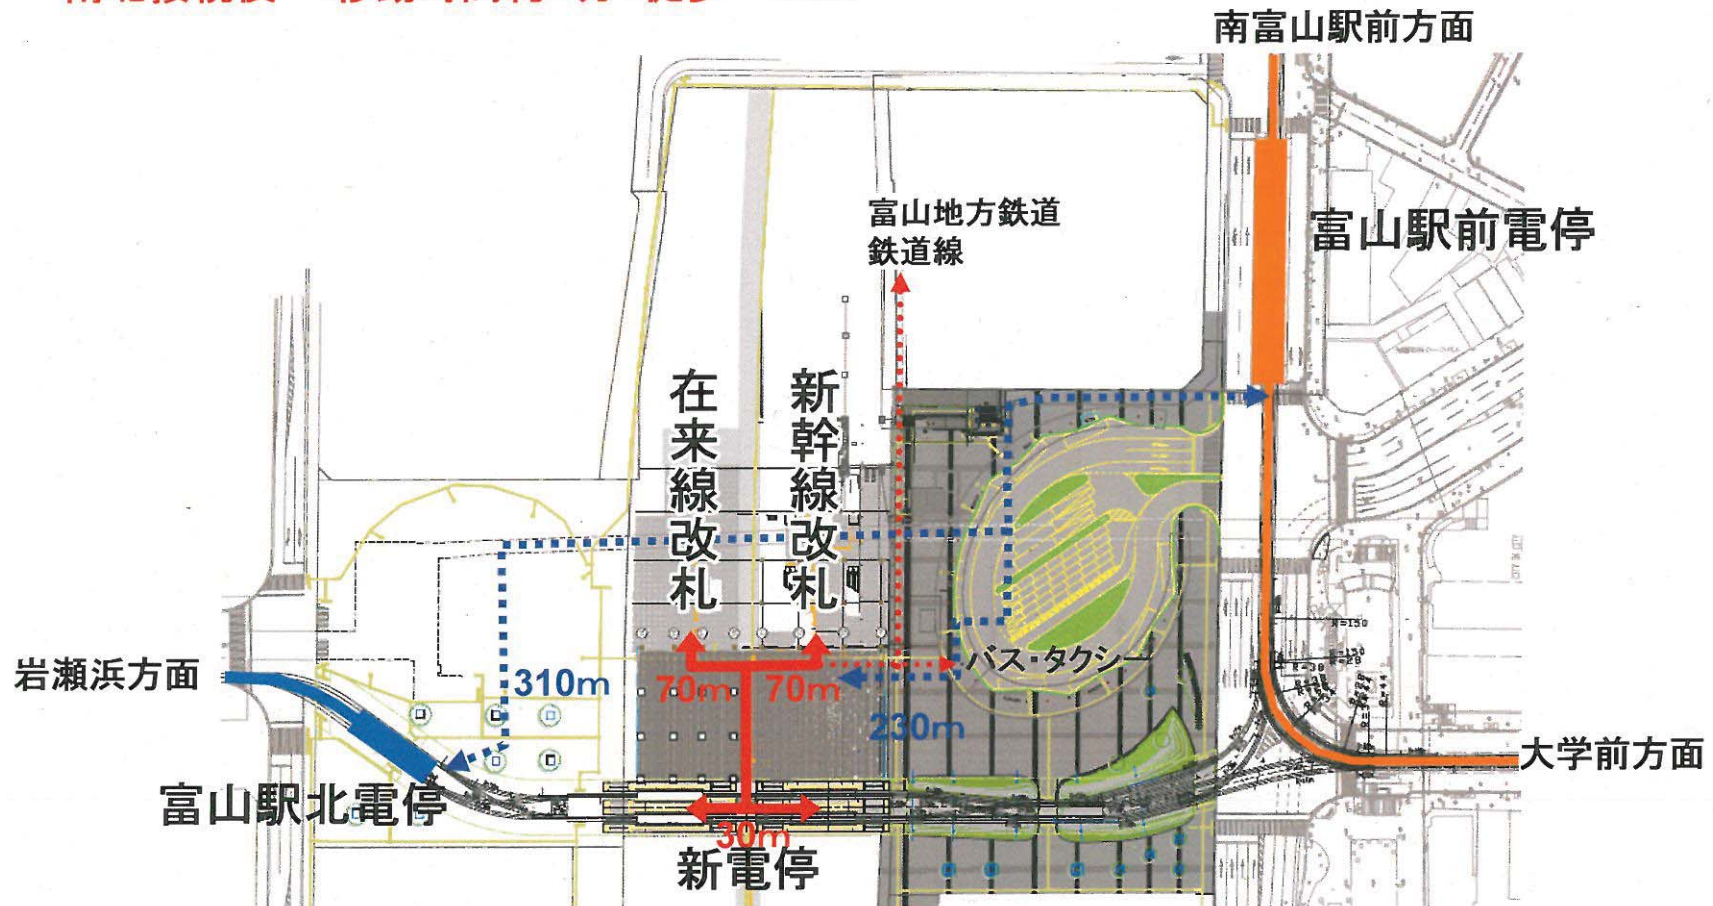 南富山駅前方面
富山地方鉄道
鉄道線
富山駅前電停
在来線改札
新幹線改札
岩瀬浜方面
310m
70m
70m
バス・タクシー
230m
大学前方面
富山駅北電停
30m
新電停
R=150